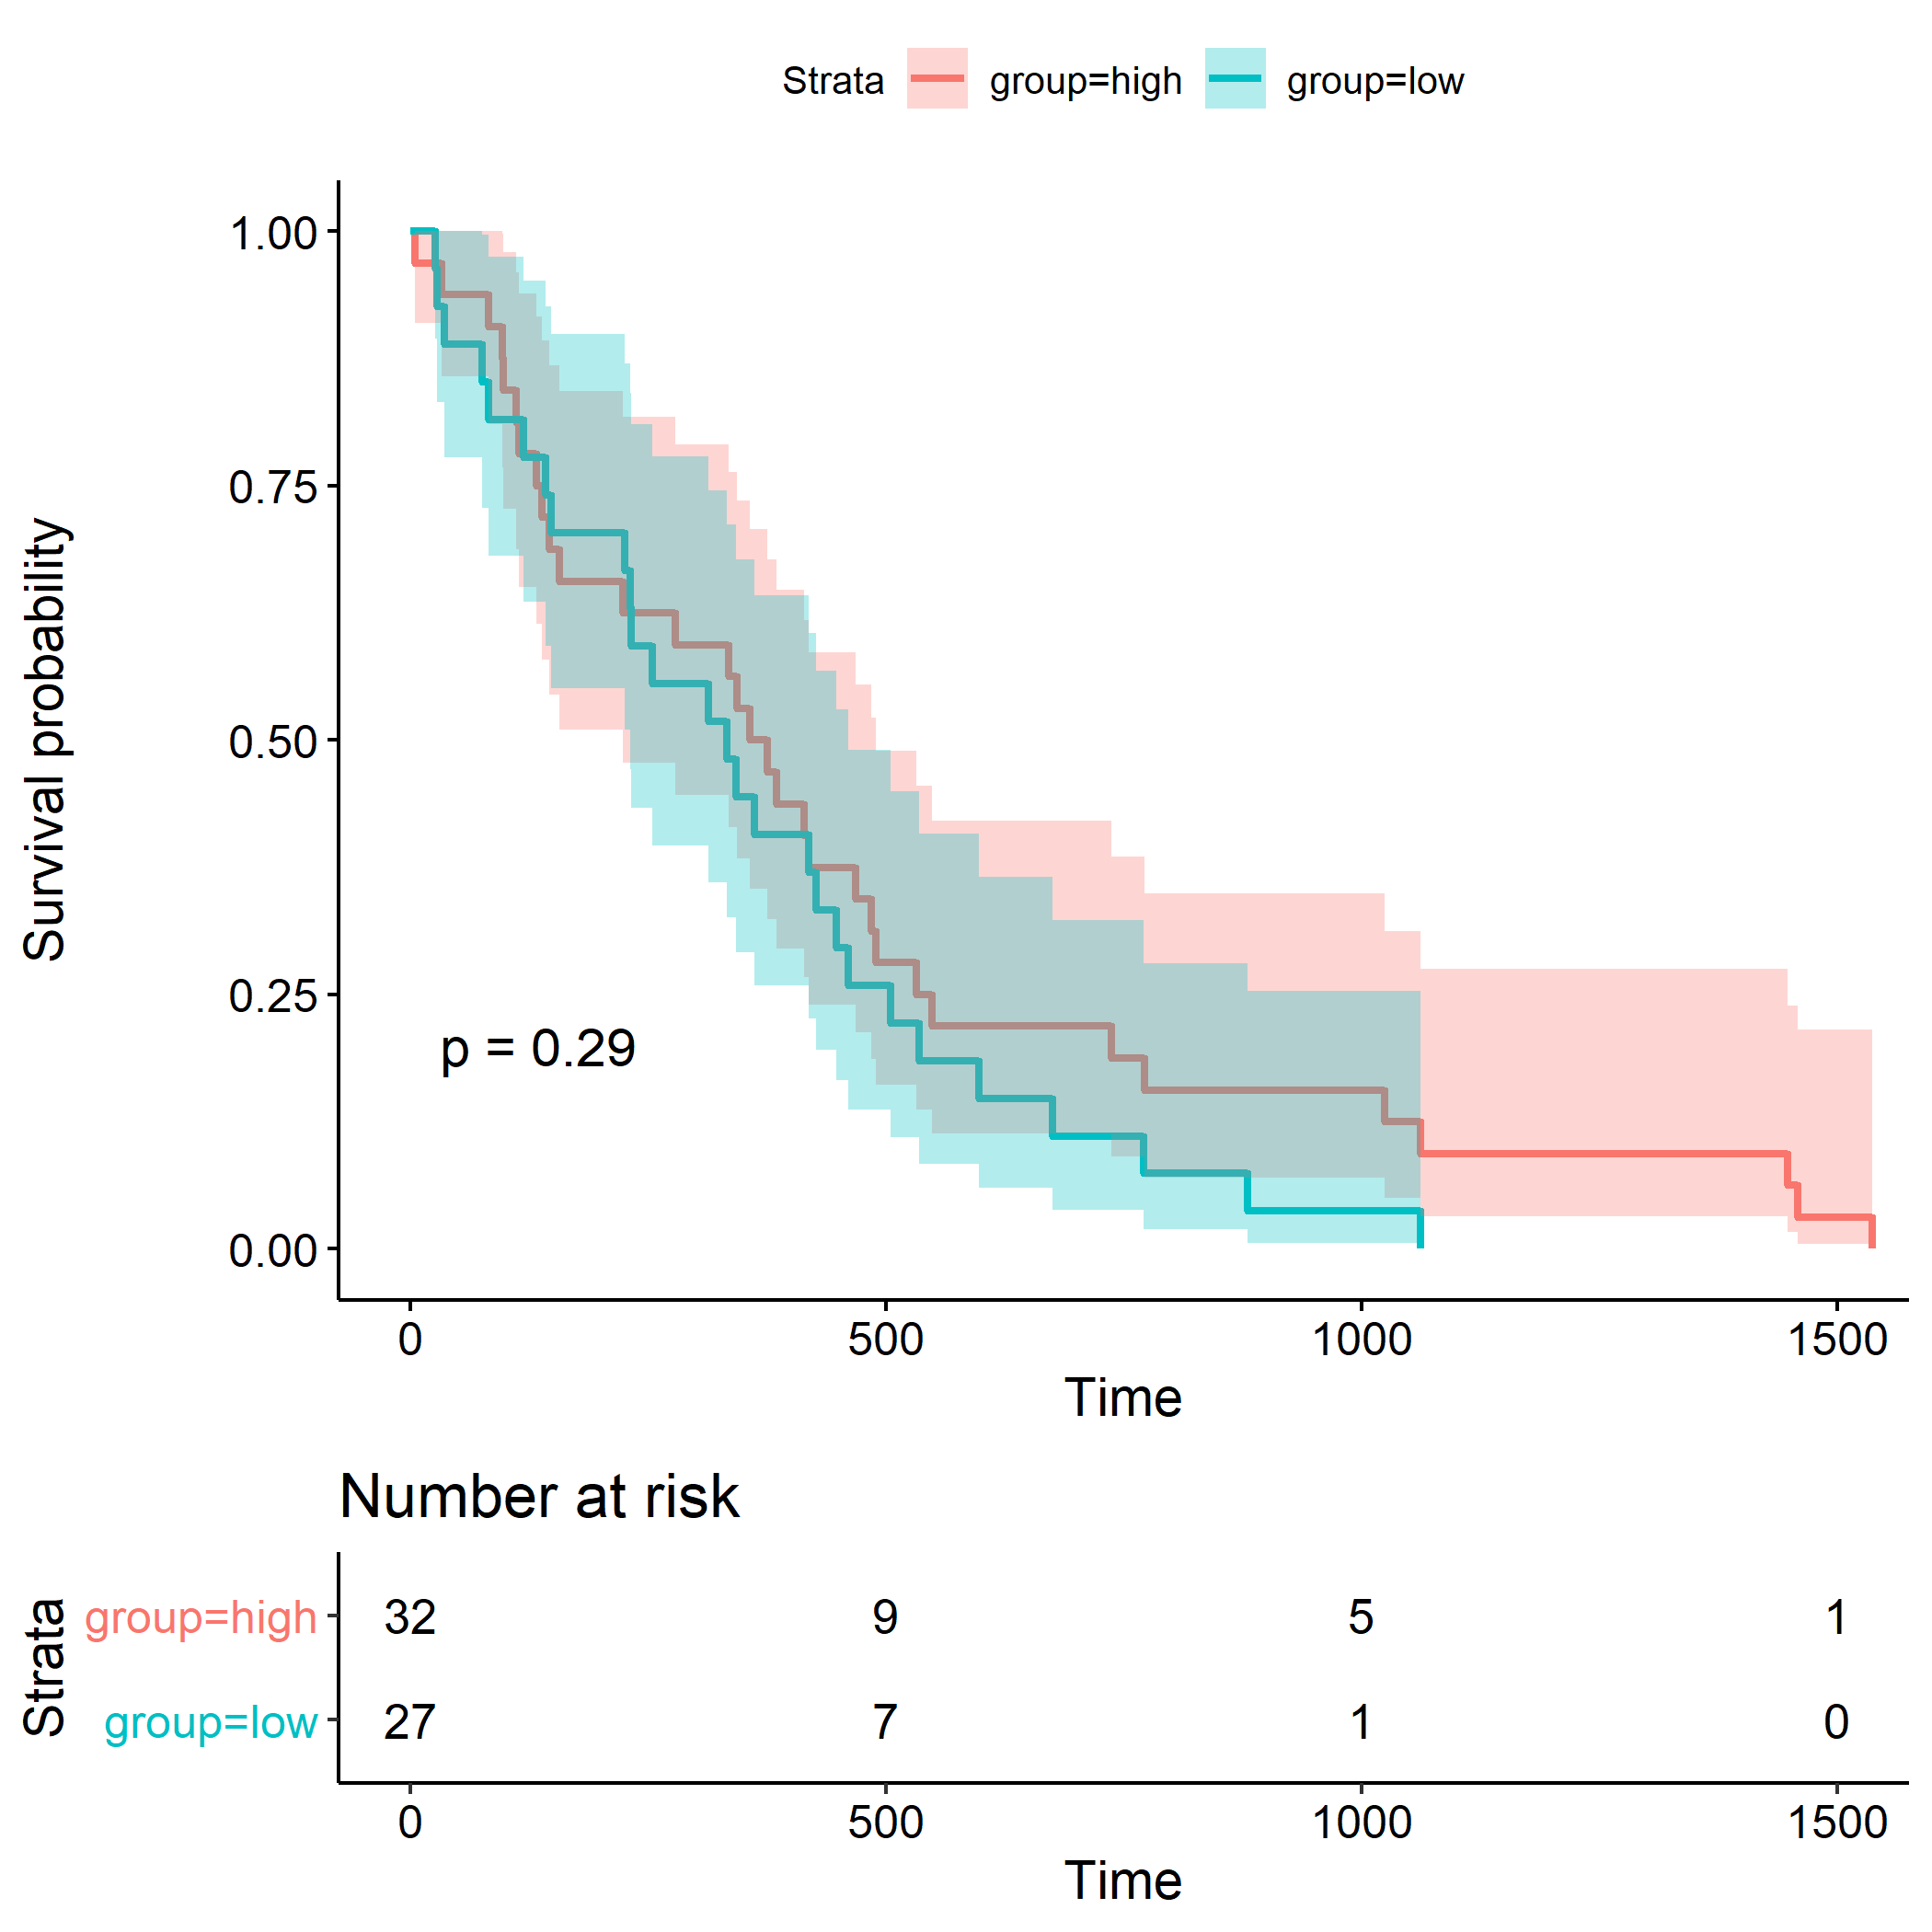 Strata group=high group=low
1.00
0.75
0.50
0.25
0.00
Survival probability
p = 0.29
0 500 1000 1500
Time
Number at risk
Strata
group=high 32 9 5 1
group=low 27 7 1 0
0 500 1000 1500
Time